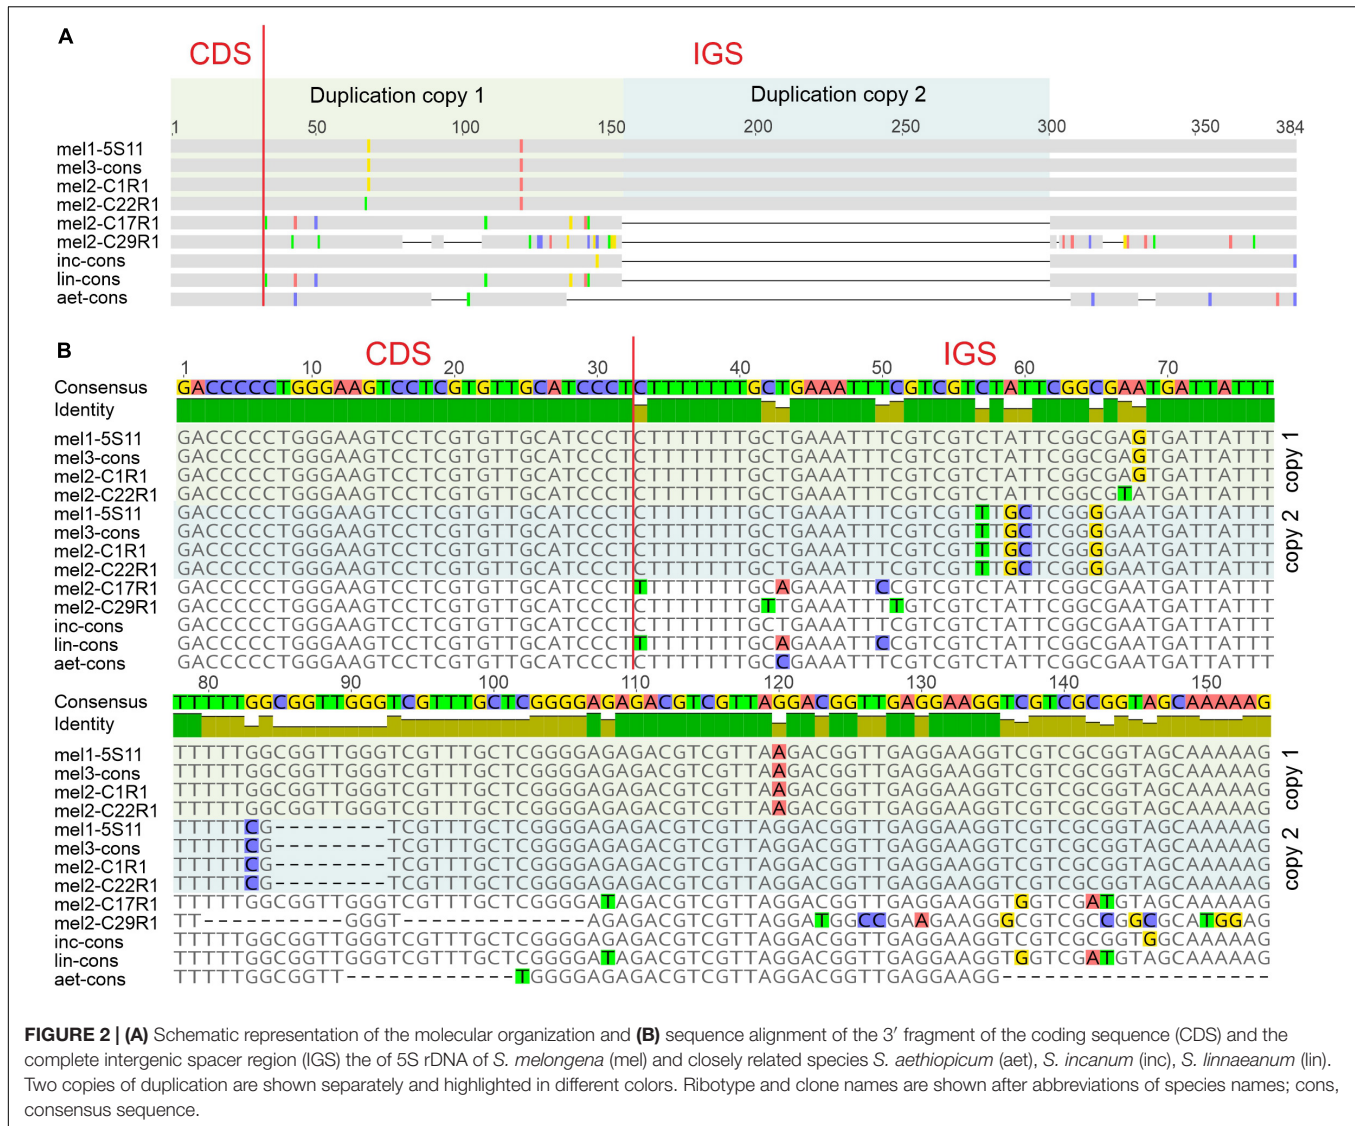 A
CDS IGS
Duplication copy 1 Duplication copy 2
1 50 100 150 200 250 300 350 384
mel1-5S11
mel3-cons
mel2-C1R1
mel2-C22R1
mel2-C17R1
mel2-C29R1
inc-cons
lin-cons
aet-cons
B
CDS IGS
1 10 20 30 40 50 60 70
Consensus GACCCCCTGGGAAGTCCTCGTGTTGCATCCCTCTTTTTTTGCTGAAATTTCGTCGTCTATTCGGCGAATGATTATTT
Identity
mel1-5S11 GACCCCCTGGGAAGTCCTCGTGTTGCATCCCTCTTTTTTTGCTGAAATTTCGTCGTCTATTCGGCGAGTGATTATTT
mel3-cons GACCCCCTGGGAAGTCCTCGTGTTGCATCCCTCTTTTTTTGCTGAAATTTCGTCGTCTATTCGGCGAGTGATTATTT
mel2-C1R1 GACCCCCTGGGAAGTCCTCGTGTTGCATCCCTCTTTTTTTGCTGAAATTTCGTCGTCTATTCGGCGAGTGATTATTT
mel2-C22R1 GACCCCCTGGGAAGTCCTCGTGTTGCATCCCTCTTTTTTTGCTGAAATTTCGTCGTCTATTCGGCGTATGATTATTT
copy 1
mel1-5S11 GACCCCCTGGGAAGTCCTCGTGTTGCATCCCTCTTTTTTTGCTGAAATTTCGTCGTTTGCTCGGGGAATGATTATTT
mel3-cons GACCCCCTGGGAAGTCCTCGTGTTGCATCCCTCTTTTTTTGCTGAAATTTCGTCGTTTGCTCGGGGAATGATTATTT
mel2-C1R1 GACCCCCTGGGAAGTCCTCGTGTTGCATCCCTCTTTTTTTGCTGAAATTTCGTCGTTTGCTCGGGGAATGATTATTT
mel2-C22R1 GACCCCCTGGGAAGTCCTCGTGTTGCATCCCTCTTTTTTTGCTGAAATTTCGTCGTTTGCTCGGGGAATGATTATTT
copy 2
mel2-C17R1 GACCCCCTGGGAAGTCCTCGTGTTGCATCCCTTTTTTTTTGCAGAAATTCCGTCGTCTATTCGGCGAATGATTATTT
mel2-C29R1 GACCCCCTGGGAAGTCCTCGTGTTGCATCCCTCTTTTTTTGTTGAAATTTTGTCGTCTATTCGGCGAATGATTATTT
inc-cons GACCCCCTGGGAAGTCCTCGTGTTGCATCCCTCTTTTTTTGCTGAAATTTCGTCGTCTATTCGGCGAATGATTATTT
lin-cons GACCCCCTGGGAAGTCCTCGTGTTGCATCCCTTTTTTTTTGCAGAAATTCCGTCGTCTATTCGGCGAATGATTATTT
aet-cons GACCCCCTGGGAAGTCCTCGTGTTGCATCCCTCTTTTTTTGCCGAAATTTCGTCGTCTATTCGGCGAATGATTATTT
80 90 100 110 120 130 140 150
Consensus TTTTTGGCGGTTGGGTCGTTTGCTCGGGGAGAGACGTCGTTAGGACGGTTGAGGAAGGTCGTCGCGGTAGCAAAAAG
Identity
mel1-5S11 TTTTTGGCGGTTGGGTCGTTTGCTCGGGGAGAGACGTCGTTAAGACGGTTGAGGAAGGTCGTCGCGGTAGCAAAAAG
mel3-cons TTTTTGGCGGTTGGGTCGTTTGCTCGGGGAGAGACGTCGTTAAGACGGTTGAGGAAGGTCGTCGCGGTAGCAAAAAG
mel2-C1R1 TTTTTGGCGGTTGGGTCGTTTGCTCGGGGAGAGACGTCGTTAAGACGGTTGAGGAAGGTCGTCGCGGTAGCAAAAAG
mel2-C22R1 TTTTTGGCGGTTGGGTCGTTTGCTCGGGGAGAGACGTCGTTAAGACGGTTGAGGAAGGTCGTCGCGGTAGCAAAAAG
copy 1
mel1-5S11 TTTTTCG--------TCGTTTGCTCGGGGAGAGACGTCGTTAGGACGGTTGAGGAAGGTCGTCGCGGTAGCAAAAAG
mel3-cons TTTTTCG--------TCGTTTGCTCGGGGAGAGACGTCGTTAGGACGGTTGAGGAAGGTCGTCGCGGTAGCAAAAAG
mel2-C1R1 TTTTTCG--------TCGTTTGCTCGGGGAGAGACGTCGTTAGGACGGTTGAGGAAGGTCGTCGCGGTAGCAAAAAG
mel2-C22R1 TTTTTCG--------TCGTTTGCTCGGGGAGAGACGTCGTTAGGACGGTTGAGGAAGGTCGTCGCGGTAGCAAAAAG
copy 2
mel2-C17R1 TTTTTGGCGGTTGGGTCGTTTGCTCGGGGATAGACGTCGTTAGGACGGTTGAGGAAGGTGGTCGATGTAGCAAAAAG
mel2-C29R1 TT----------GGGT-------------AGAGACGTCGTTAGGATGGCCGAAGAAGGGCGTCGCCGGCGCATGGAG
inc-cons TTTTTGGCGGTTGGGTCGTTTGCTCGGGGAGAGACGTCGTTAGGACGGTTGAGGAAGGTCGTCGCGGTGGCAAAAAG
lin-cons TTTTTGGCGGTTGGGTCGTTTGCTCGGGGATAGACGTCGTTAGGACGGTTGAGGAAGGTGGTCGATGTAGCAAAAAG
aet-cons TTTTTGGCGGTT------------TGGGGAGAGACGTCGTTAGGACGGTTGAGGAAGG-------------------
FIGURE 2 | (A) Schematic representation of the molecular organization and (B) sequence alignment of the 3′ fragment of the coding sequence (CDS) and the
complete intergenic spacer region (IGS) the of 5S rDNA of S. melongena (mel) and closely related species S. aethiopicum (aet), S. incanum (inc), S. linnaeanum (lin).
Two copies of duplication are shown separately and highlighted in different colors. Ribotype and clone names are shown after abbreviations of species names; cons,
consensus sequence.